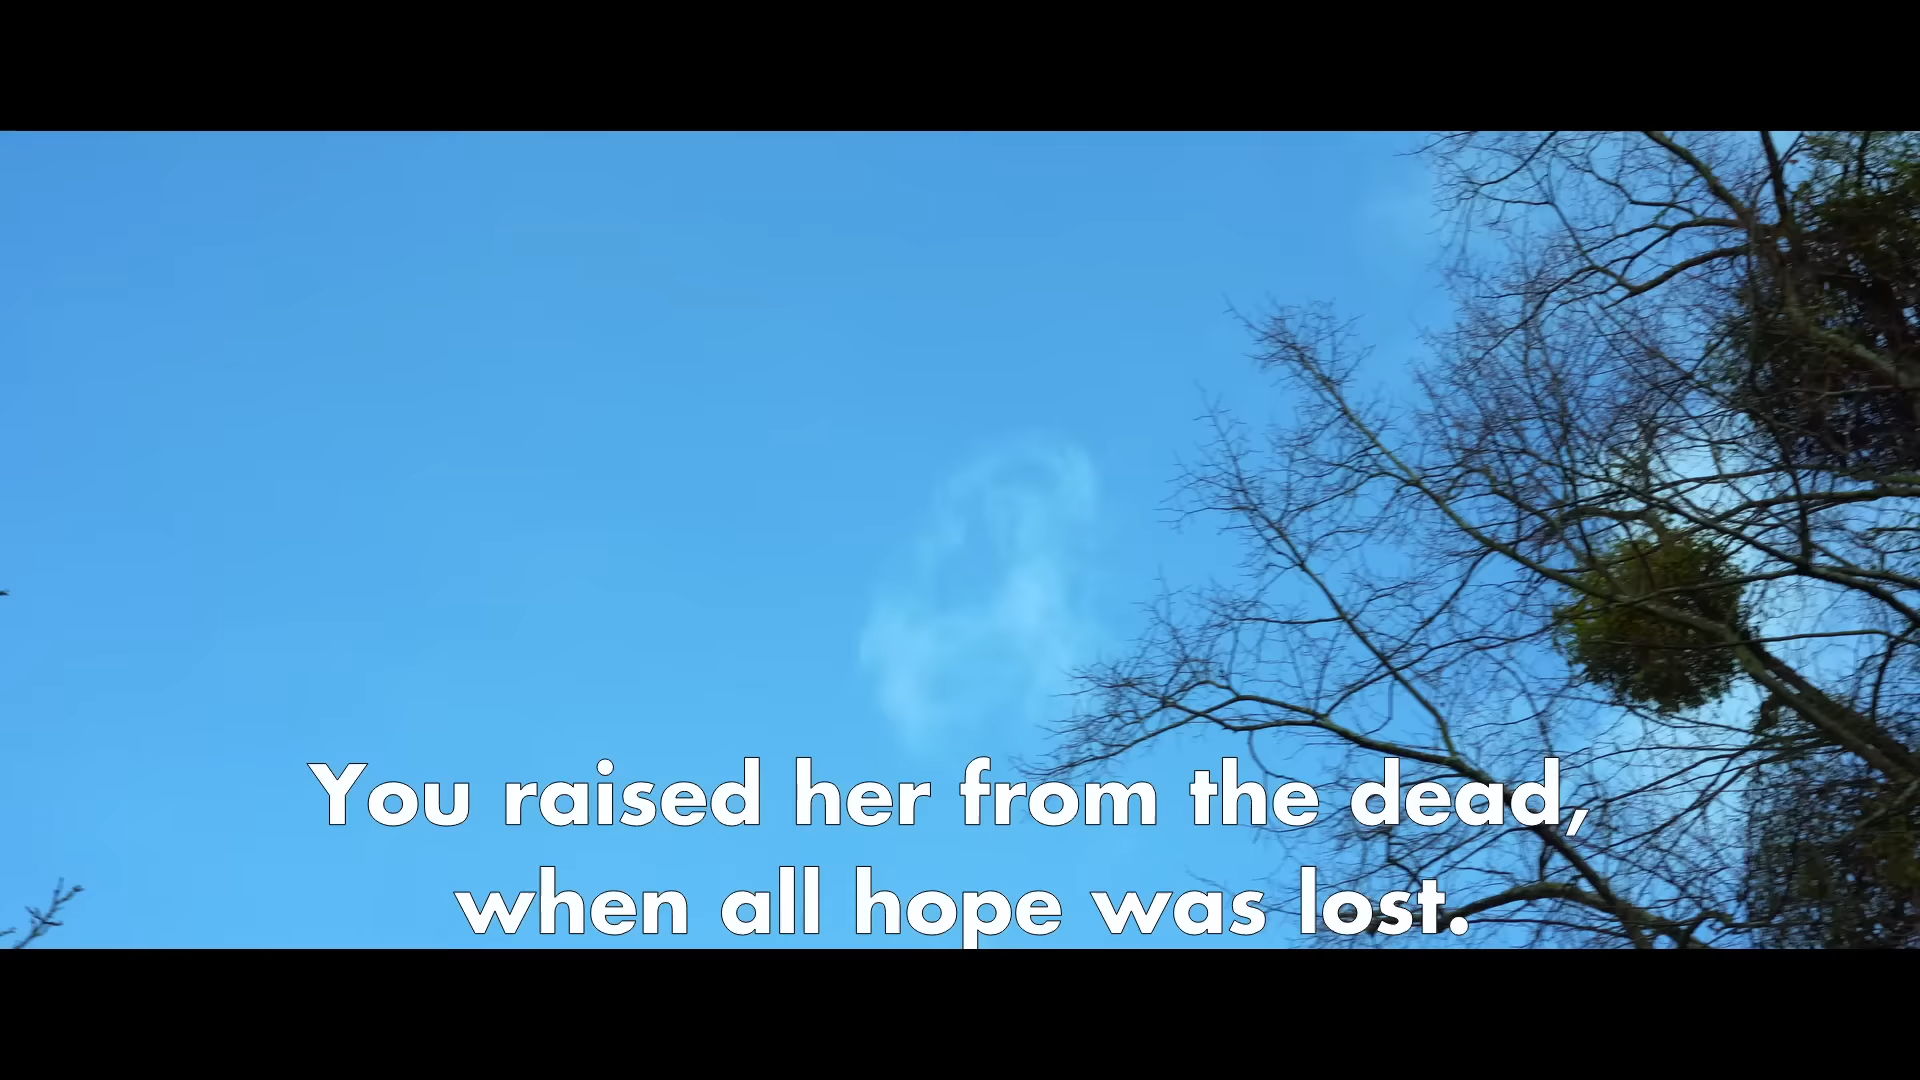 You raised her from the dead,
when all hope was lost.